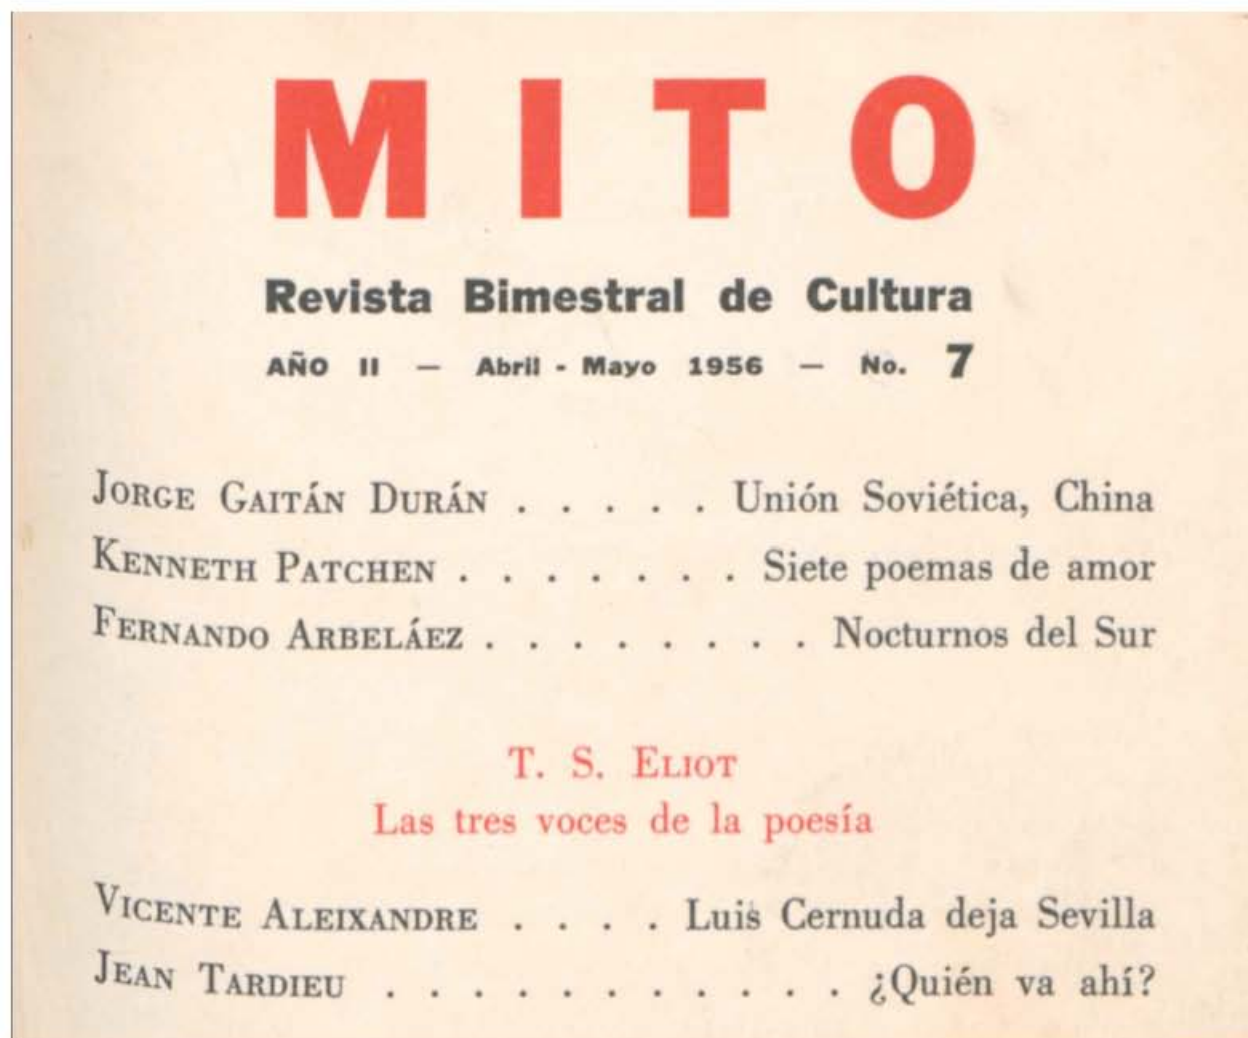 MITO
Revista Bimestral de Cultura
AÑO II — Abril - Mayo 1956 — No. 7
JORGE GAITÁN DURÁN . . . . . Unión Soviética, China
KENNETH PATCHEN . . . . . . . Siete poemas de amor
FERNANDO ARBELÁEZ . . . . . . . . Nocturnos del Sur
T. S. ELIOT
Las tres voces de la poesía
VICENTE ALEIXANDRE . . . . Luis Cernuda deja Sevilla
JEAN TARDIEU . . . . . . . . . . . ¿Quién va ahí?